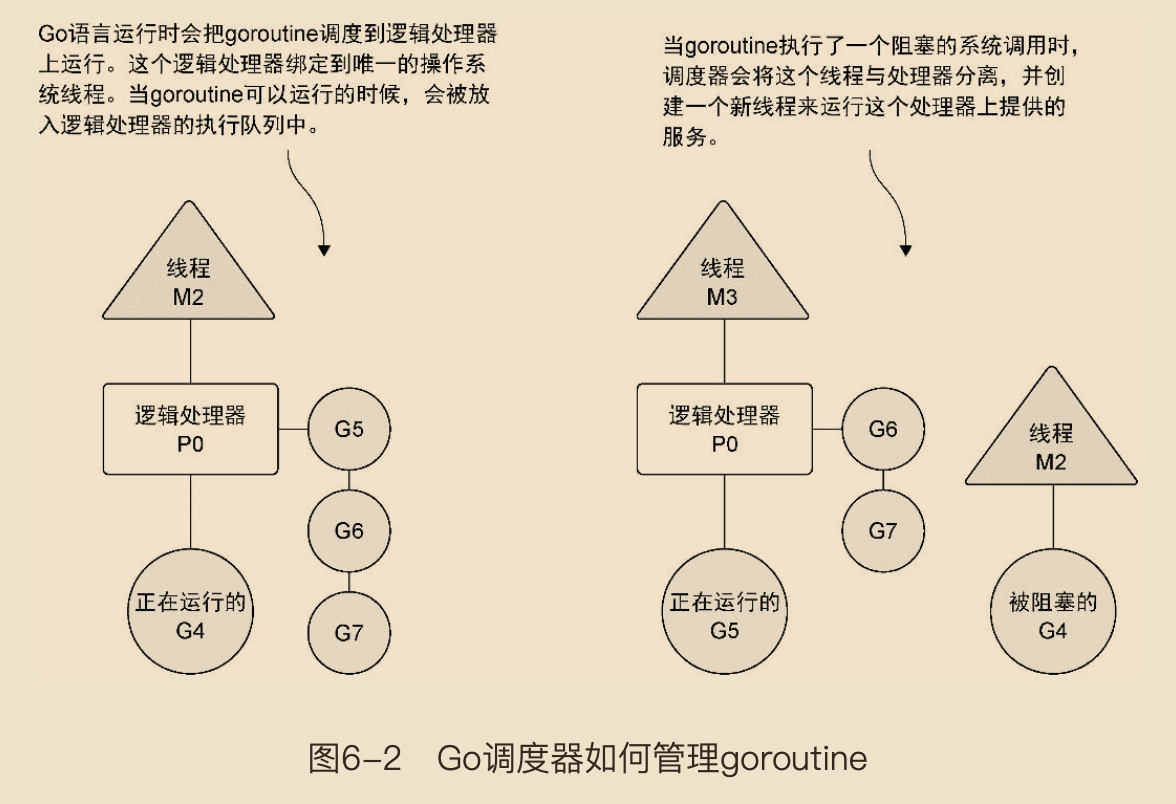 Go语言运行时会把goroutine调度到逻辑处理器
上运行。这个逻辑处理器绑定到唯一的操作系
统线程。当goroutine可以运行的时候，会被放
入逻辑处理器的执行队列中。
当goroutine执行了一个阻塞的系统调用时，
调度器会将这个线程与处理器分离，并创
建一个新线程来运行这个处理器上提供的
服务。
线程
M2
逻辑处理器
P0
G5
G6
G7
正在运行的
G4
线程
M3
逻辑处理器
P0
G6
G7
正在运行的
G5
线程
M2
被阻塞的
G4
图6-2 Go调度器如何管理goroutine